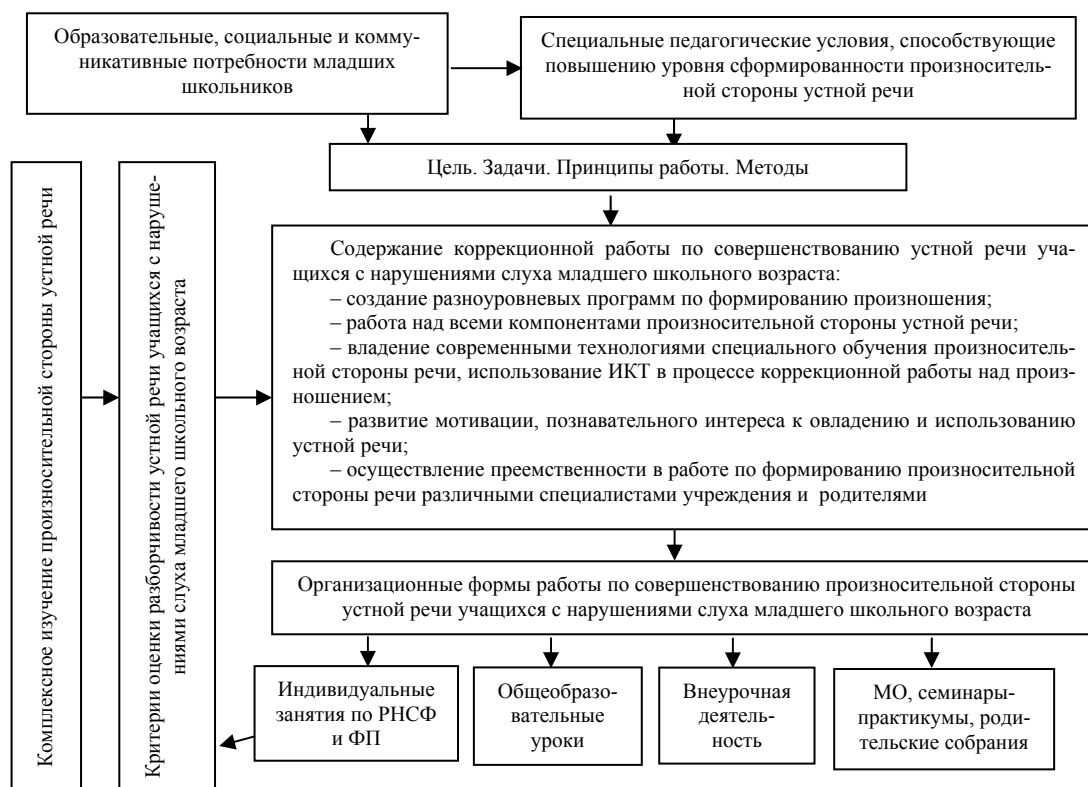 Образовательные, социальные и комму-
никативные потребности младших
школьников
Специальные педагогические условия, способствующие
повышению уровня сформированности произноситель-
ной стороны устной речи
Цель. Задачи. Принципы работы. Методы
Комплексное изучение произносительной стороны устной речи
Критерии оценки разборчивости устной речи учащихся с наруше-
ниями слуха младшего школьного возраста
Содержание коррекционной работы по совершенствованию устной речи уча-
щихся с нарушениями слуха младшего школьного возраста:
– создание разноуровневых программ по формированию произношения;
– работа над всеми компонентами произносительной стороны устной речи;
– владение современными технологиями специального обучения произноситель-
ной стороны речи, использование ИКТ в процессе коррекционной работы над произ-
ношением;
– развитие мотивации, познавательного интереса к овладению и использованию
устной речи;
– осуществление преемственности в работе по формированию произносительной
стороны речи различными специалистами учреждения и родителями
Организационные формы работы по совершенствованию произносительной стороны
устной речи учащихся с нарушениями слуха младшего школьного возраста
Индивидуальные
занятия по РНСФ
и ФП
Общеобразо-
вательные
уроки
Внеурочная
деятель-
ность
МО, семинары-
практикумы, роди-
тельские собрания